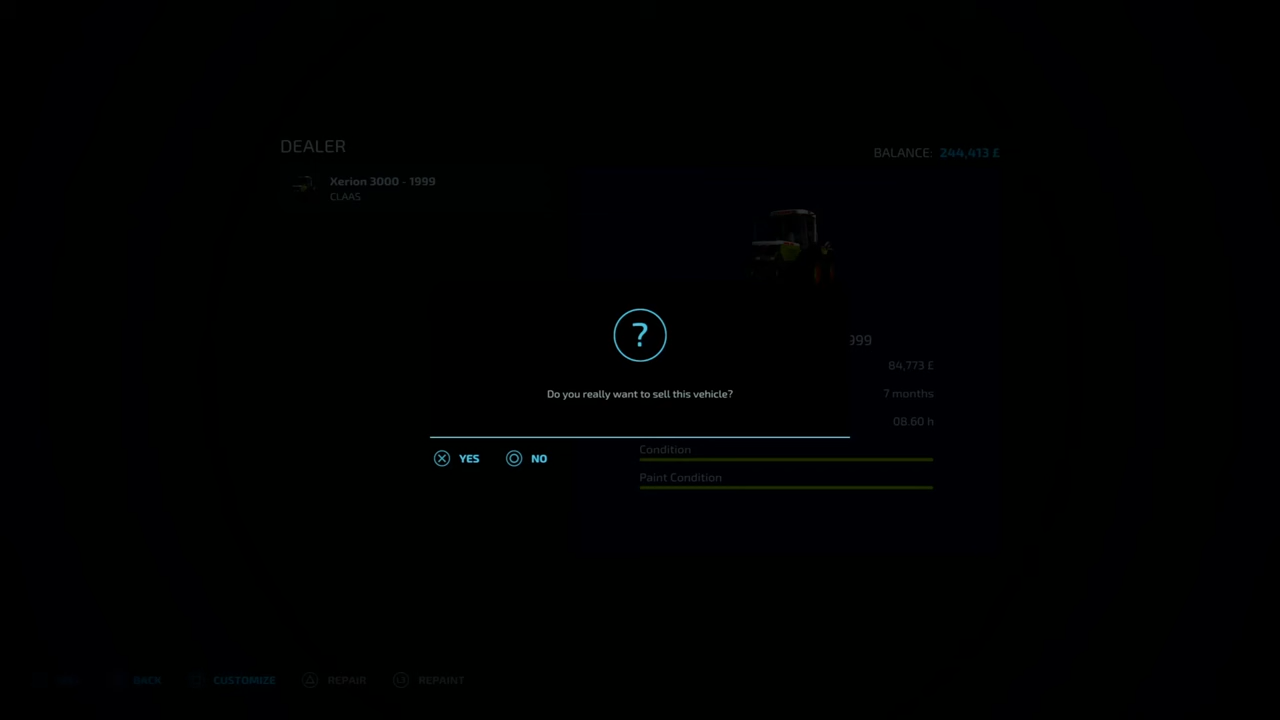 DEALER
BALANCE: 244,413 £
Xerion 3000 - 1999
CLAAS
?
999
84,773 £
Do you really want to sell this vehicle?
7 months
08.60 h
Condition
YES NO
Paint Condition
BACK CUSTOMIZE REPAIR REPAINT